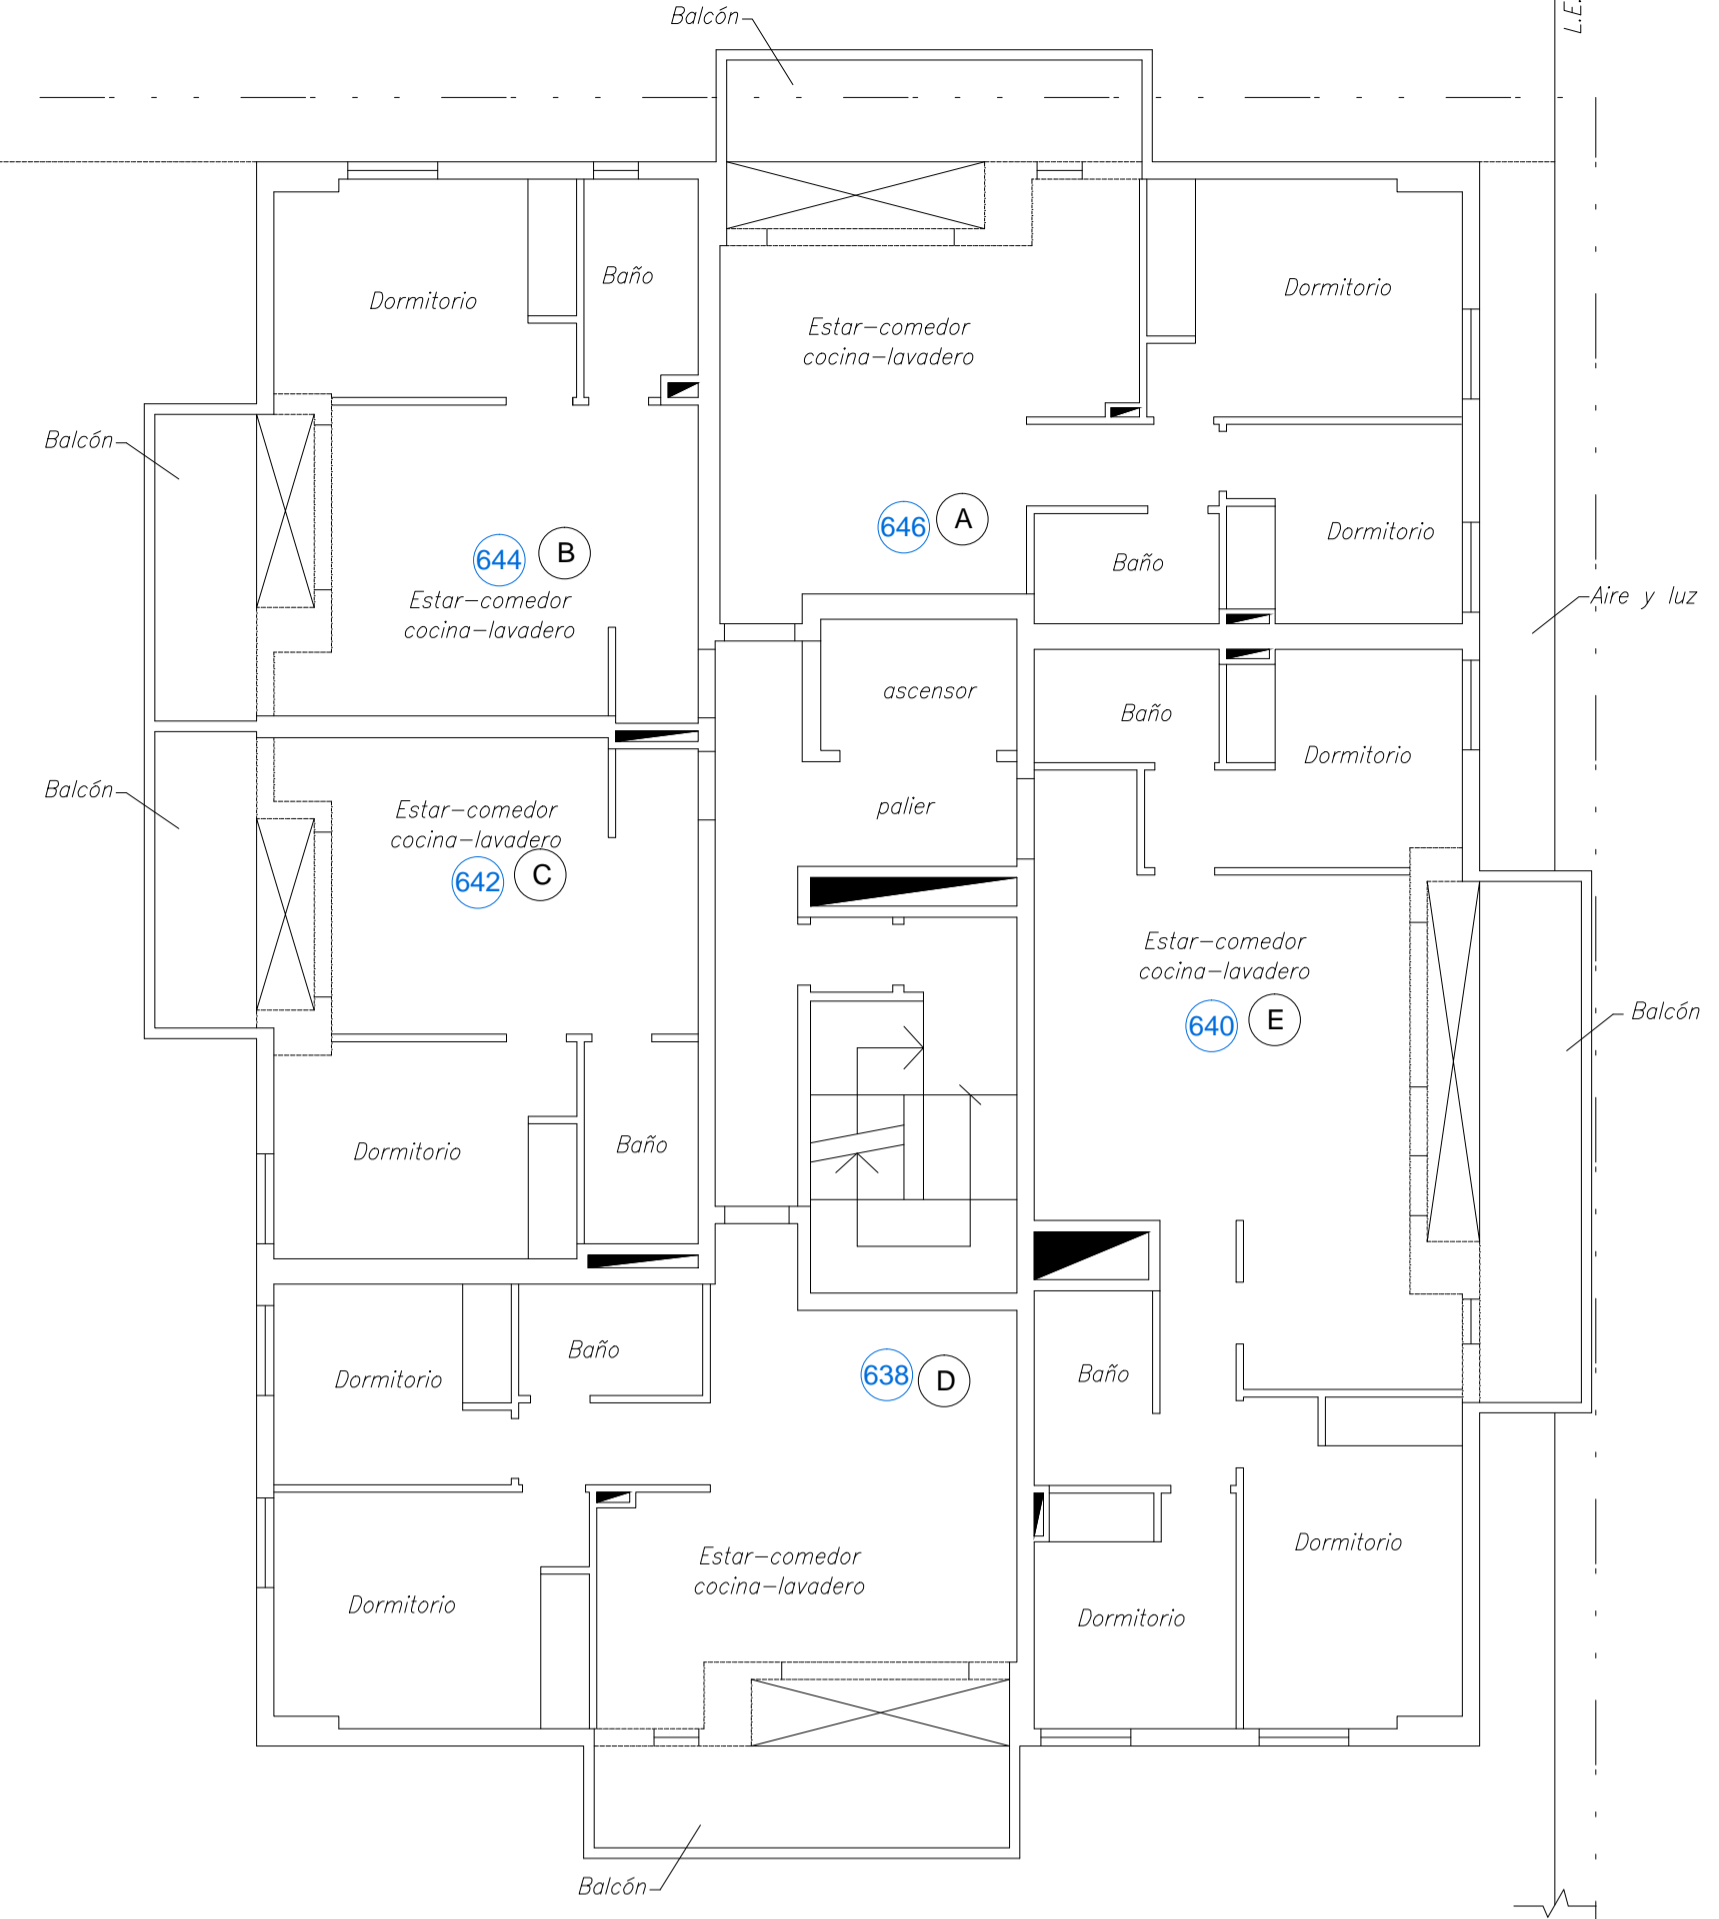 Balcón
L.E.
Baño
Dormitorio
Dormitorio
Estar-comedor
cocina-lavadero
Balcón
646
A
Dormitorio
644
B
Baño
Estar-comedor
cocina-lavadero
Aire y luz
ascensor
Baño
Dormitorio
Balcón
palier
Estar-comedor
cocina-lavadero
642
C
Estar-comedor
cocina-lavadero
640
E
Balcón
Dormitorio
Baño
Baño
Dormitorio
638
D
Baño
Dormitorio
Estar-comedor
cocina-lavadero
Dormitorio
Dormitorio
Balcón